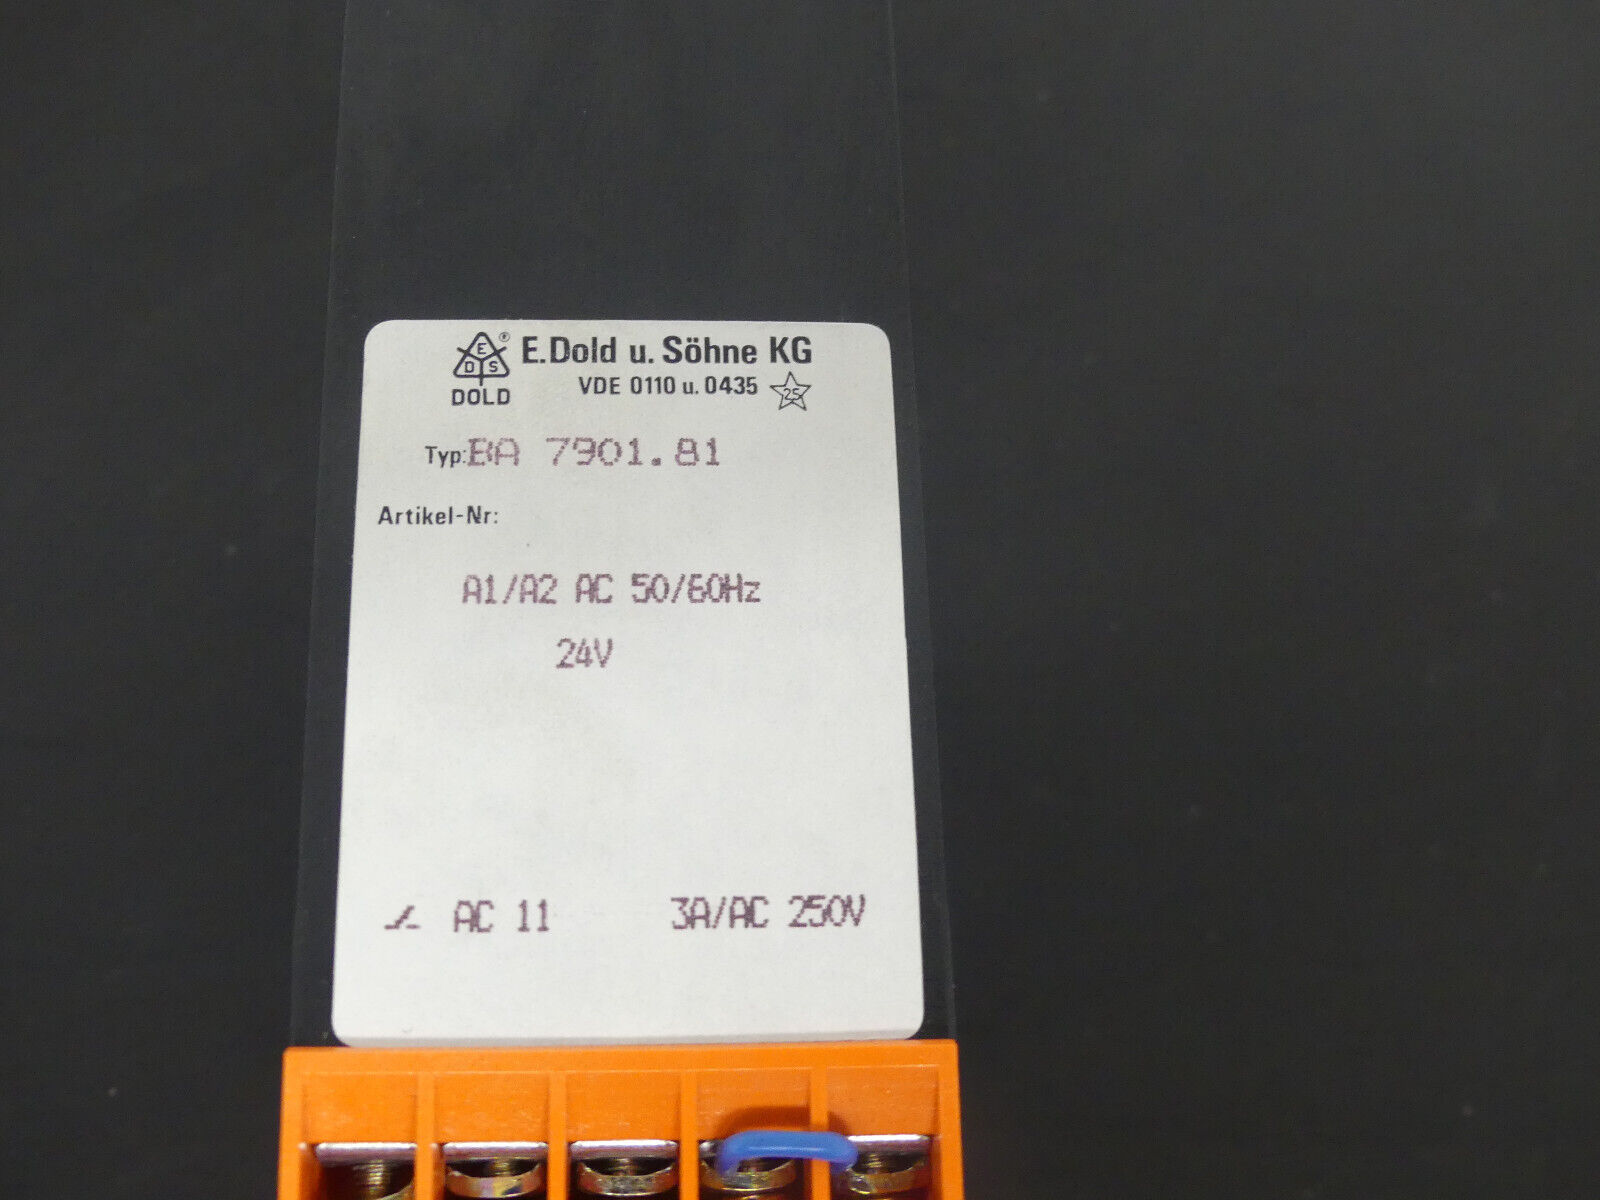 E D S ®
DOLD
E.Dold u. Söhne KG
VDE 0110 u. 0435 25
Typ: BA 7901.81
Artikel-Nr:
A1/A2 AC 50/60Hz
24V
AC 11 3A/AC 250V